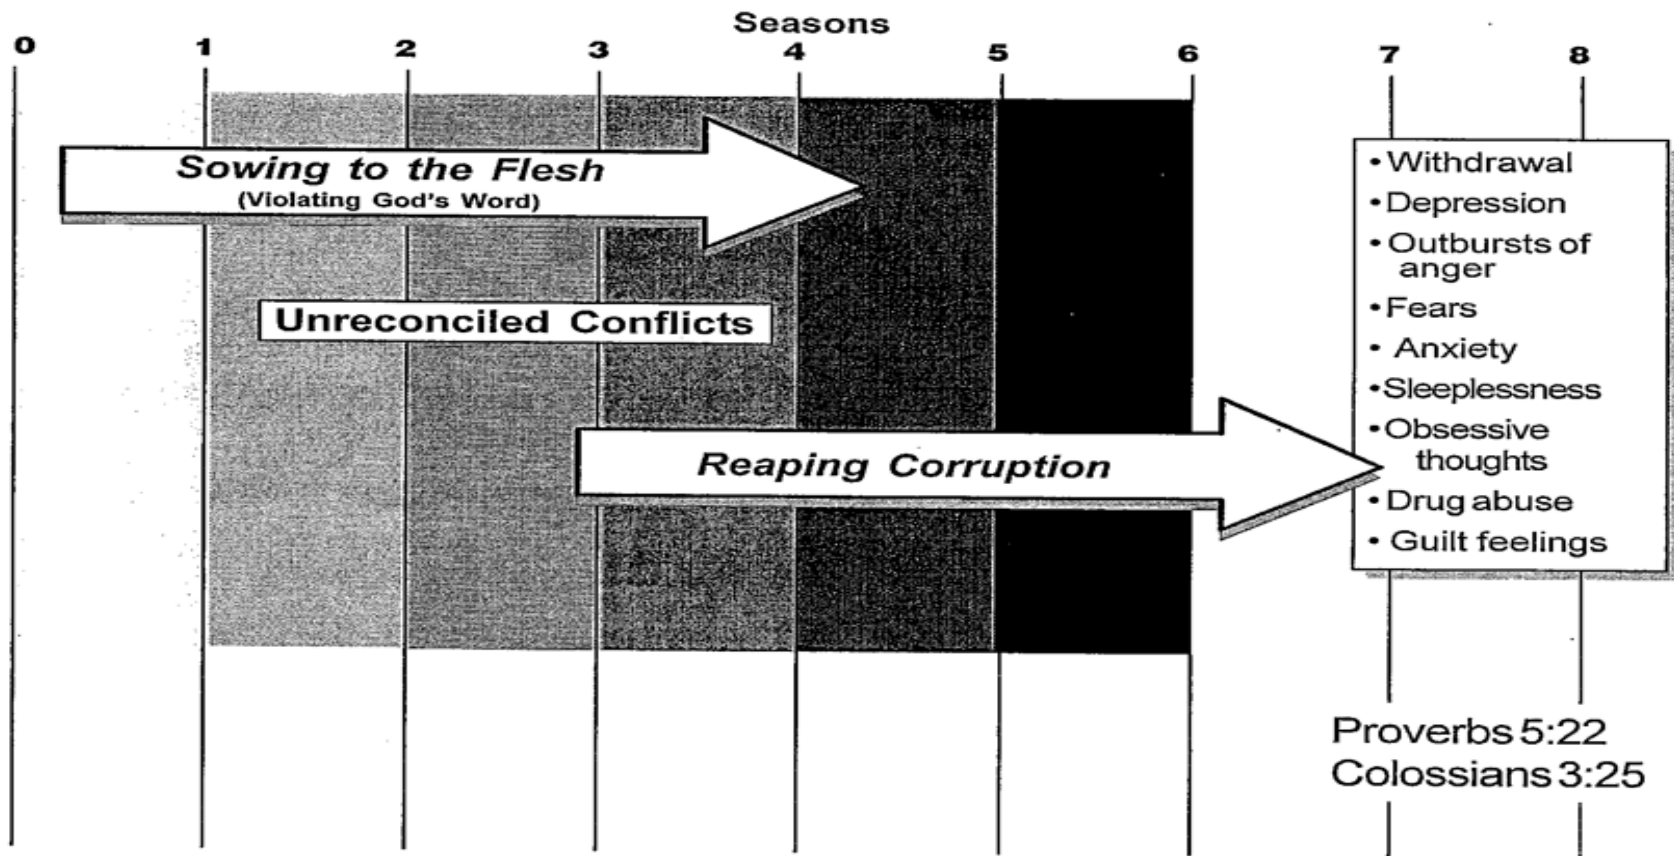 Seasons
0 1 2 3 4 5 6 7 8
Sowing to the Flesh
(Violating God's Word)
Unreconciled Conflicts
Reaping Corruption
•Withdrawal
•Depression
•Outbursts of
anger
•Fears
• Anxiety
•Sleeplessness
•Obsessive
thoughts
•Drug abuse
• Guilt feelings
Proverbs 5:22
Colossians 3:25